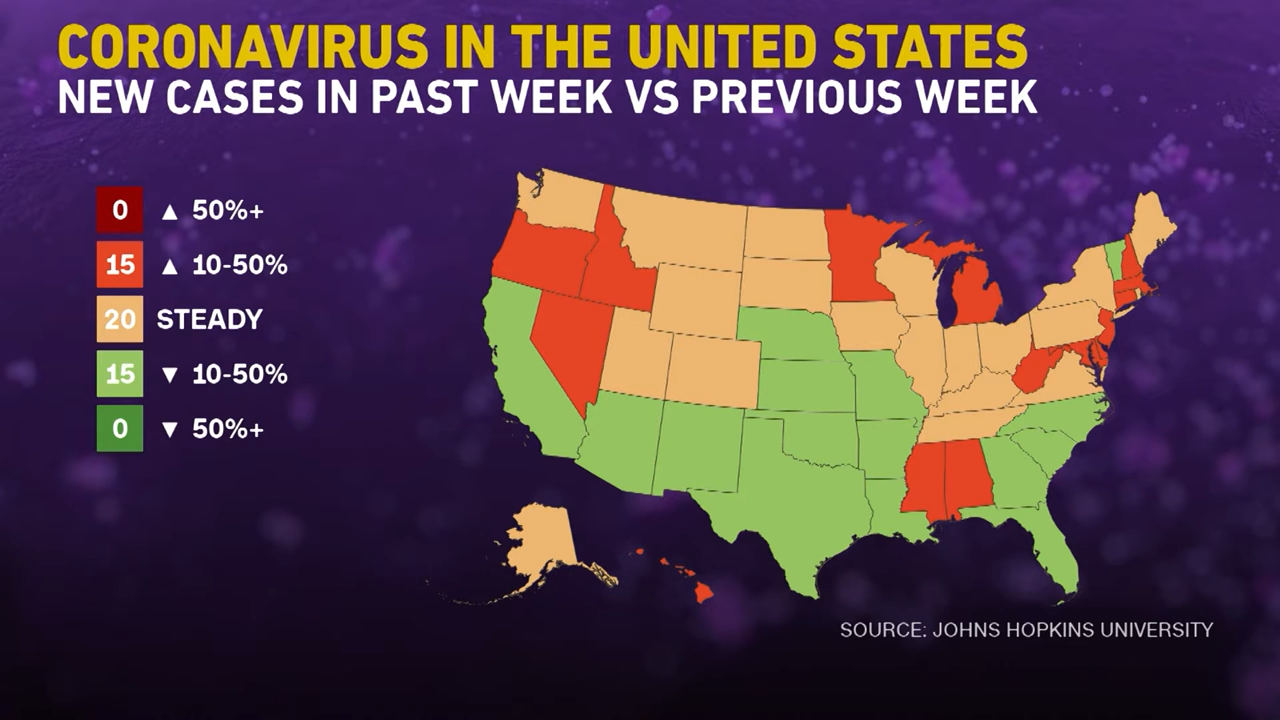 CORONAVIRUS IN THE UNITED STATES
NEW CASES IN PAST WEEK VS PREVIOUS WEEK
0 ▲ 50%+
15 ▲ 10-50%
20 STEADY
15 ▼ 10-50%
0 ▼ 50%+
SOURCE: JOHNS HOPKINS UNIVERSITY